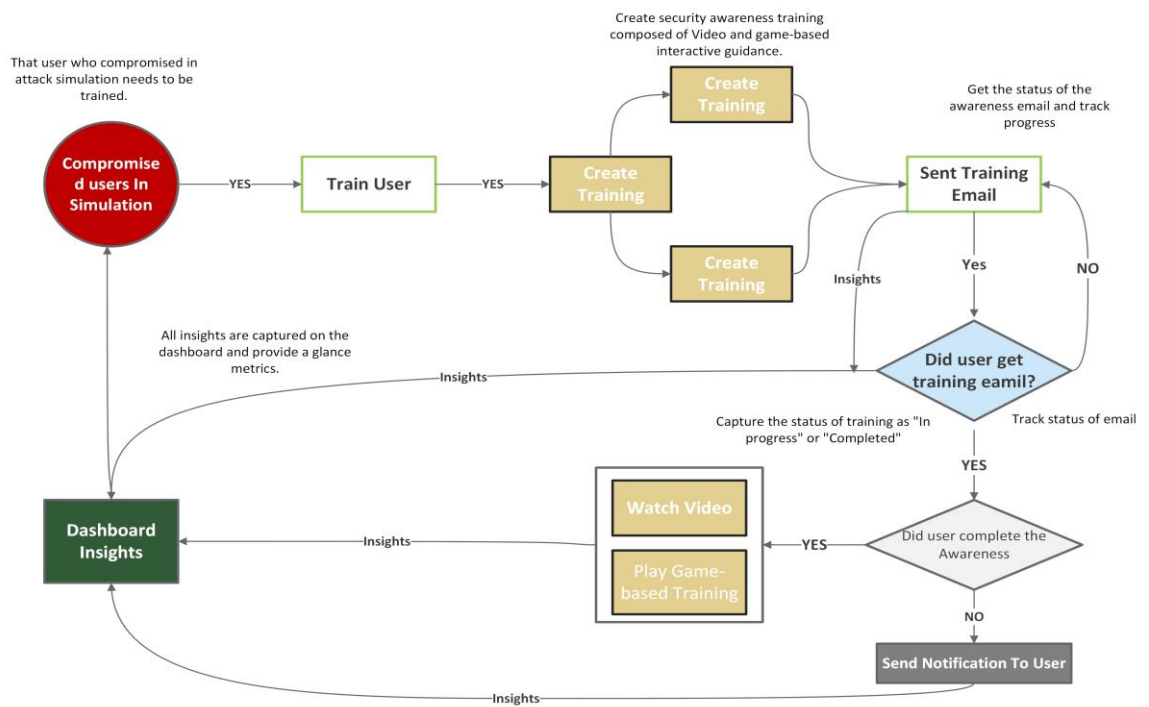 Create security awareness training
composed of Video and game-based
interactive guidance.
That user who compromised in
attack simulation needs to be
trained.
Create
Training
Get the status of the
awareness email and track
progress
Compromise
d users In
Simulation
YES
Train User
YES
Create
Training
Sent Training
Email
Create
Training
Insights
Yes
NO
All insights are captured on the
dashboard and provide a glance
metrics.
Insights
Did user get
training eamil?
Capture the status of training as "In
progress" or "Completed"
Track status of email
YES
Dashboard
Insights
Insights
Watch Video
Play Game-
based Training
YES
Did user complete the
Awareness
NO
Send Notification To User
Insights